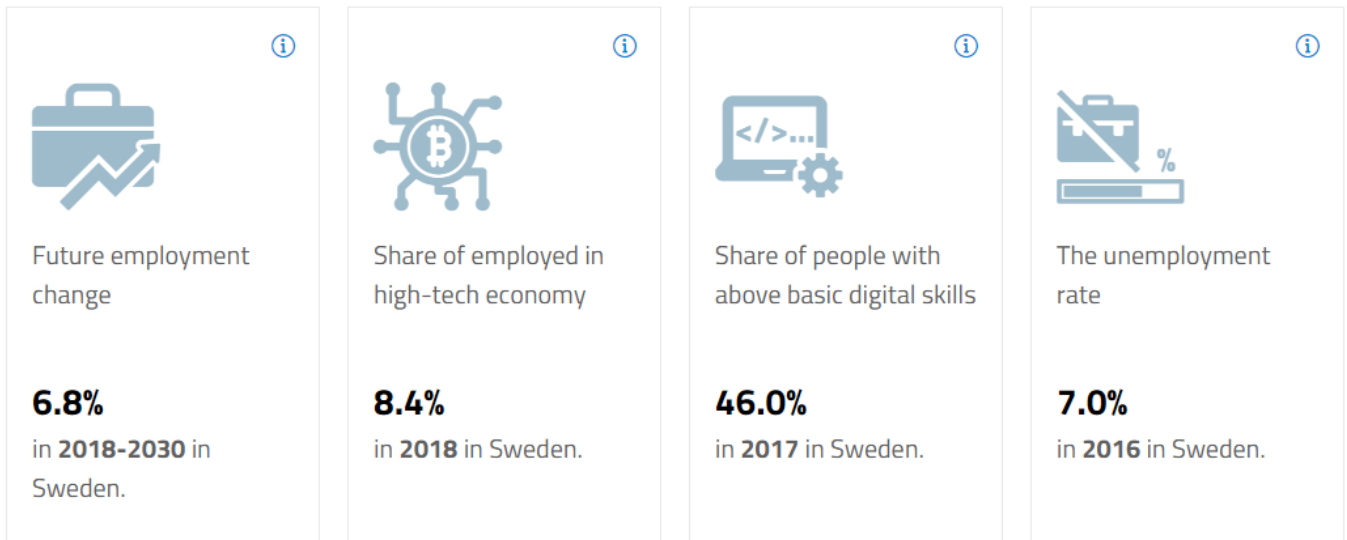 Future employment
change
6.8%
in 2018-2030 in
Sweden.
Share of employed in
high-tech economy
8.4%
in 2018 in Sweden.
</>...
Share of people with
above basic digital skills
46.0%
in 2017 in Sweden.
%
The unemployment
rate
7.0%
in 2016 in Sweden.